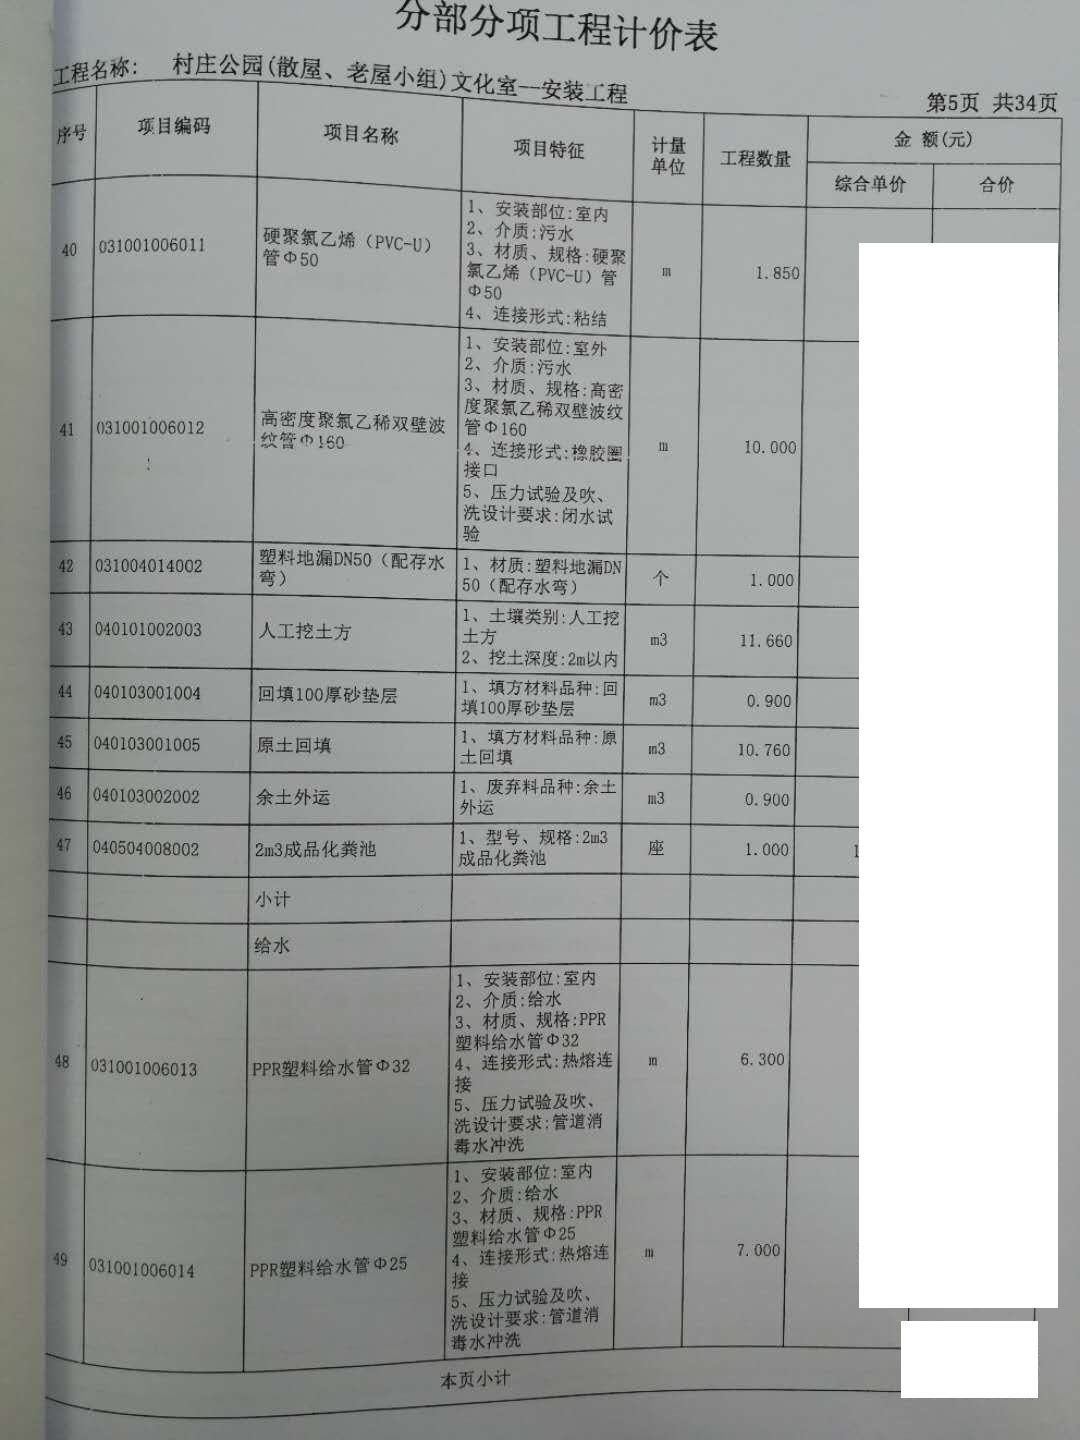 分部分项工程计价表
工程名称: 村庄公园(散屋、老屋小组)文化室--安装工程
第5页 共34页
序号 项目编码 项目名称 项目特征 计量单位 工程数量 金 额(元)
综合单价 合价
40 031001006011 硬聚氯乙烯（PVC-U）管Φ50 m 1.850
1、安装部位:室内
2、介质:污水
3、材质、规格:硬聚
氯乙烯（PVC-U）管
Φ50
4、连接形式:粘结
41 031001006012 高密度聚氯乙稀双壁波纹管Φ160 m 10.000
1、安装部位:室外
2、介质:污水
3、材质、规格:高密
度聚氯乙稀双壁波纹
管Φ160
4、连接形式:橡胶圈
接口
5、压力试验及吹、
洗设计要求:闭水试
验
42 031004014002 塑料地漏DN50（配存水弯） 个 1.000
1、材质:塑料地漏DN
50（配存水弯）
43 040101002003 人工挖土方 m3 11.660
1、土壤类别:人工挖
土方
2、挖土深度:2m以内
44 040103001004 回填100厚砂垫层 m3 0.900
1、填方材料品种:回
填100厚砂垫层
45 040103001005 原土回填 m3 10.760
1、填方材料品种:原
土回填
46 040103002002 余土外运 m3 0.900
1、废弃料品种:余土
外运
47 040504008002 2m3成品化粪池 座 1.000 1
1、型号、规格:2m3
成品化粪池
小计
给水
48 031001006013 PPR塑料给水管Φ32 m 6.300
1、安装部位:室内
2、介质:给水
3、材质、规格:PPR
塑料给水管Φ32
4、连接形式:热熔连
接
5、压力试验及吹、
洗设计要求:管道消
毒水冲洗
49 031001006014 PPR塑料给水管Φ25 m 7.000
1、安装部位:室内
2、介质:给水
3、材质、规格:PPR
塑料给水管Φ25
4、连接形式:热熔连
接
5、压力试验及吹、
洗设计要求:管道消
毒水冲洗
本页小计